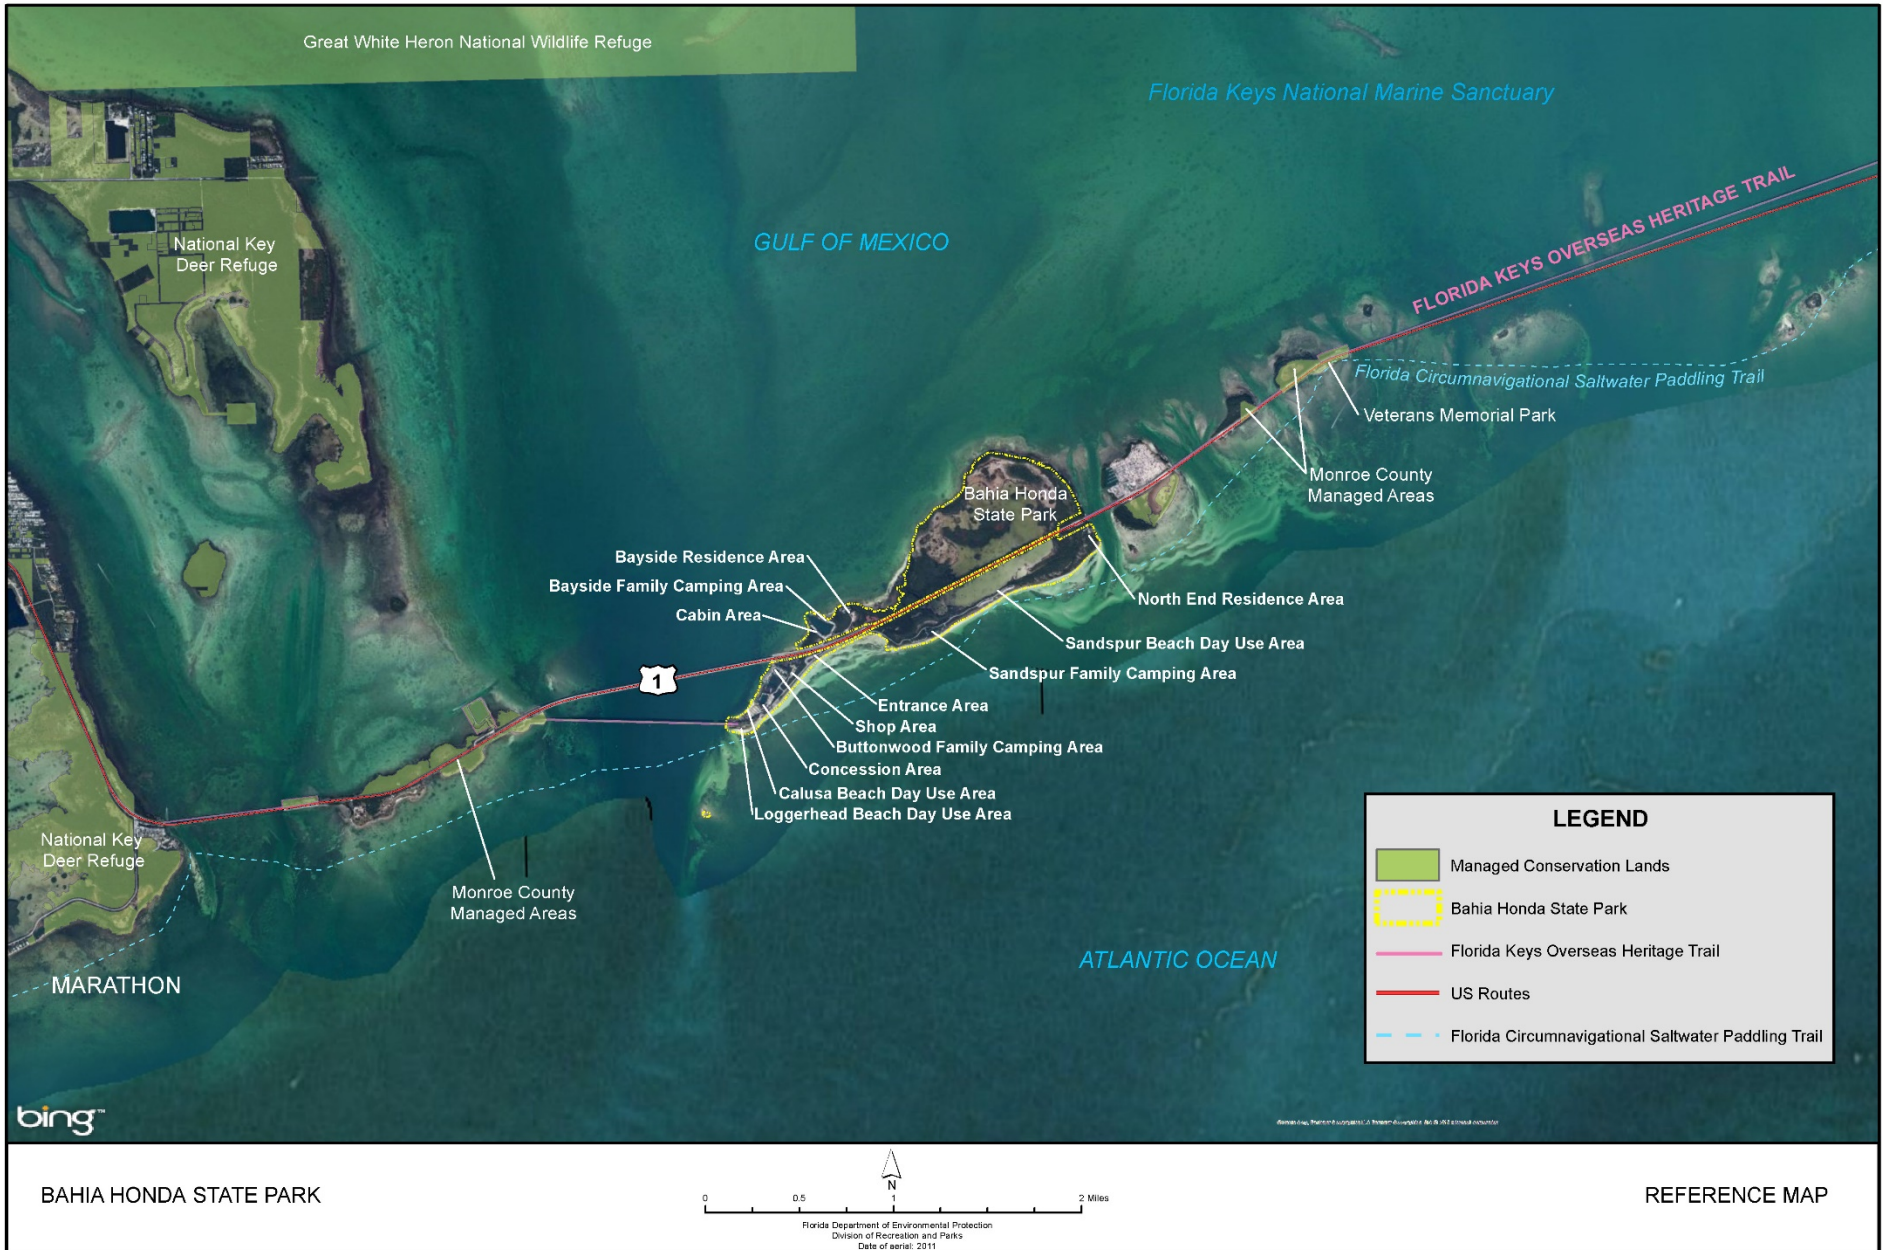 Great White Heron National Wildlife Refuge
Florida Keys National Marine Sanctuary
FLORIDA KEYS OVERSEAS HERITAGE TRAIL
National Key
Deer Refuge
GULF OF MEXICO
Florida Circumnavigational Saltwater Paddling Trail
Veterans Memorial Park
Monroe County
Managed Areas
Bahia Honda
State Park
Bayside Residence Area
Bayside Family Camping Area
Cabin Area
North End Residence Area
Sandspur Beach Day Use Area
Sandspur Family Camping Area
1
Entrance Area
Shop Area
Buttonwood Family Camping Area
Concession Area
Calusa Beach Day Use Area
Loggerhead Beach Day Use Area
National Key
Deer Refuge
Monroe County
Managed Areas
ATLANTIC OCEAN
MARATHON
LEGEND
Managed Conservation Lands
Bahia Honda State Park
Florida Keys Overseas Heritage Trail
US Routes
Florida Circumnavigational Saltwater Paddling Trail
bing™
BAHIA HONDA STATE PARK
N
0 0.5 1 2 Miles
Florida Department of Environmental Protection
Division of Recreation and Parks
Date of aerial: 2011
REFERENCE MAP